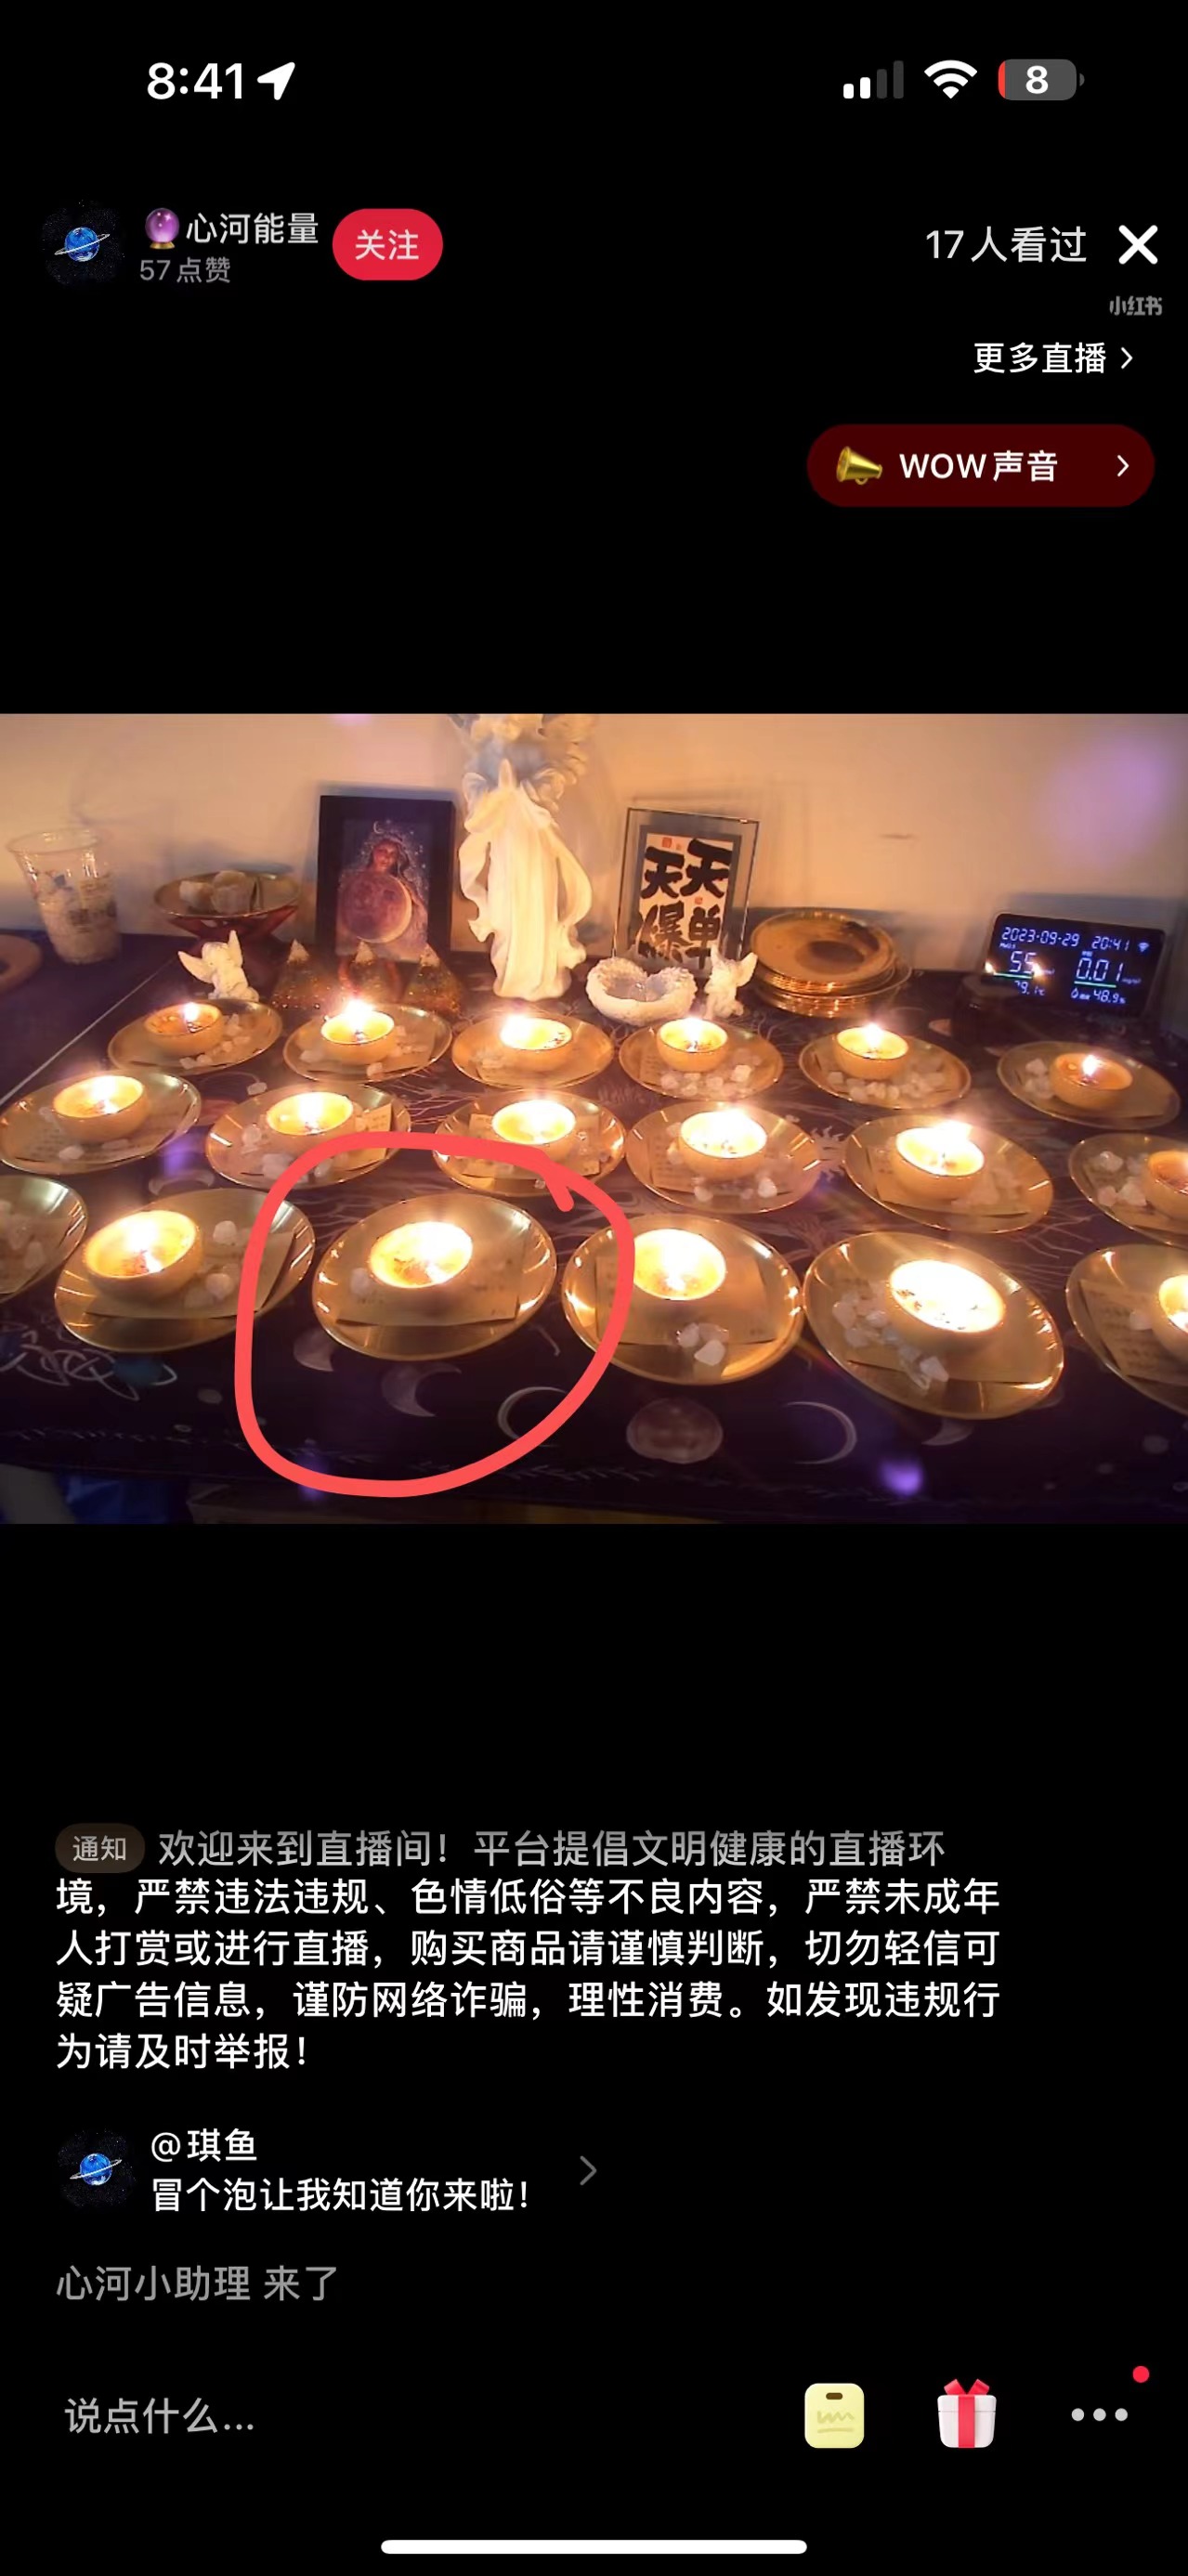 8:41
8
心河能量
57点赞
关注
17人看过
小红书
更多直播
WOW声音
天天
爆单
2023-09-29 20:41
55
0.01
48.9%
通知 欢迎来到直播间！平台提倡文明健康的直播环
境，严禁违法违规、色情低俗等不良内容，严禁未成年
人打赏或进行直播，购买商品请谨慎判断，切勿轻信可
疑广告信息，谨防网络诈骗，理性消费。如发现违规行
为请及时举报！
@琪鱼
冒个泡让我知道你来啦！
心河小助理 来了
说点什么...